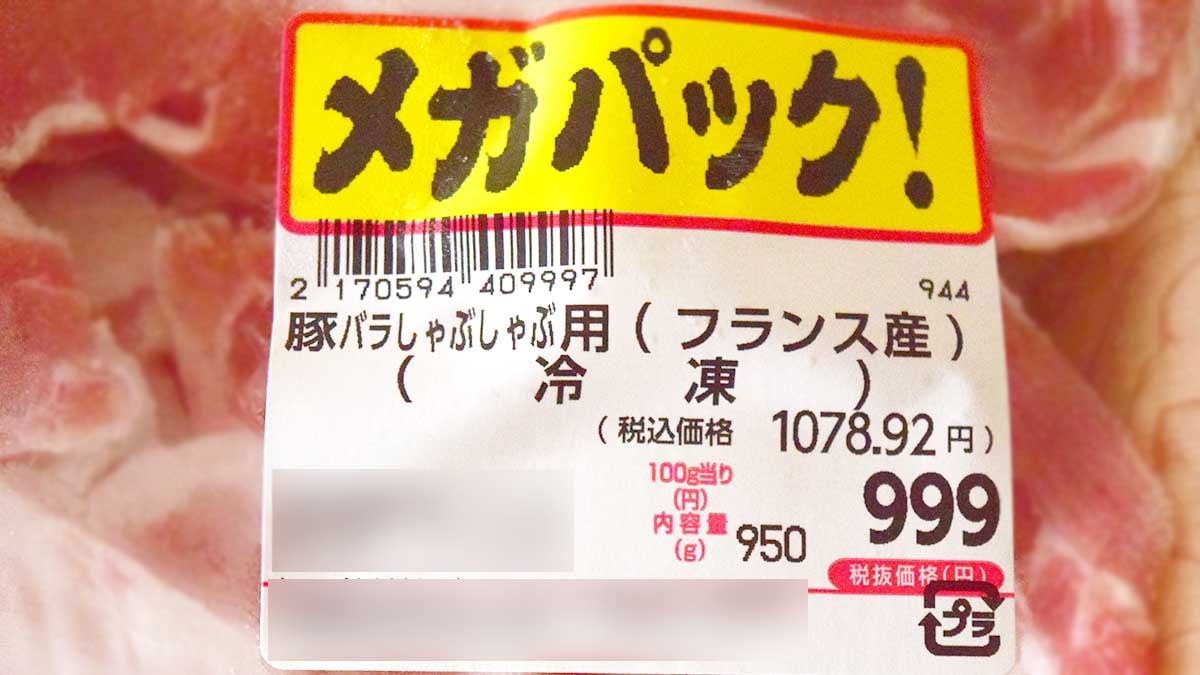 メガパック!
2 170594 409997
944
豚バラしゃぶしゃぶ用(フランス産)
(冷凍)
(税込価格 1078.92円)
100g当り
(円)
999
内容量
(g)
950
税抜価格(円)
プラ